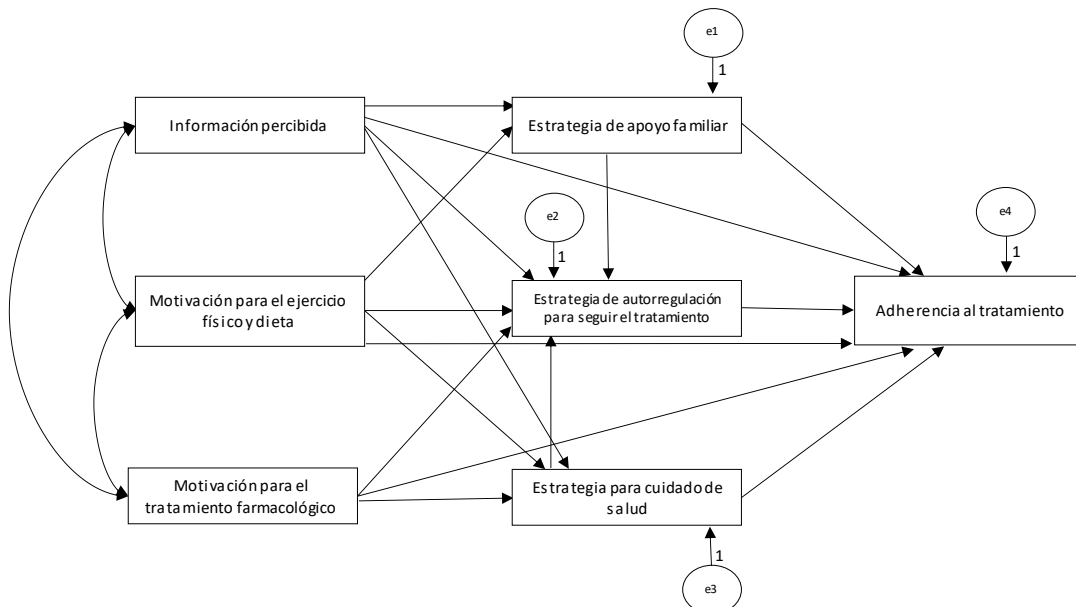 e1
1
Información percibida
Estrategia de apoyo familiar
e2
1
e4
1
Motivación para el ejercicio
físico y dieta
Estrategia de autorregulación
para seguir el tratamiento
Adherencia al tratamiento
Motivación para el
tratamiento farmacológico
Estrategia para cuidado de
salud
1
e3